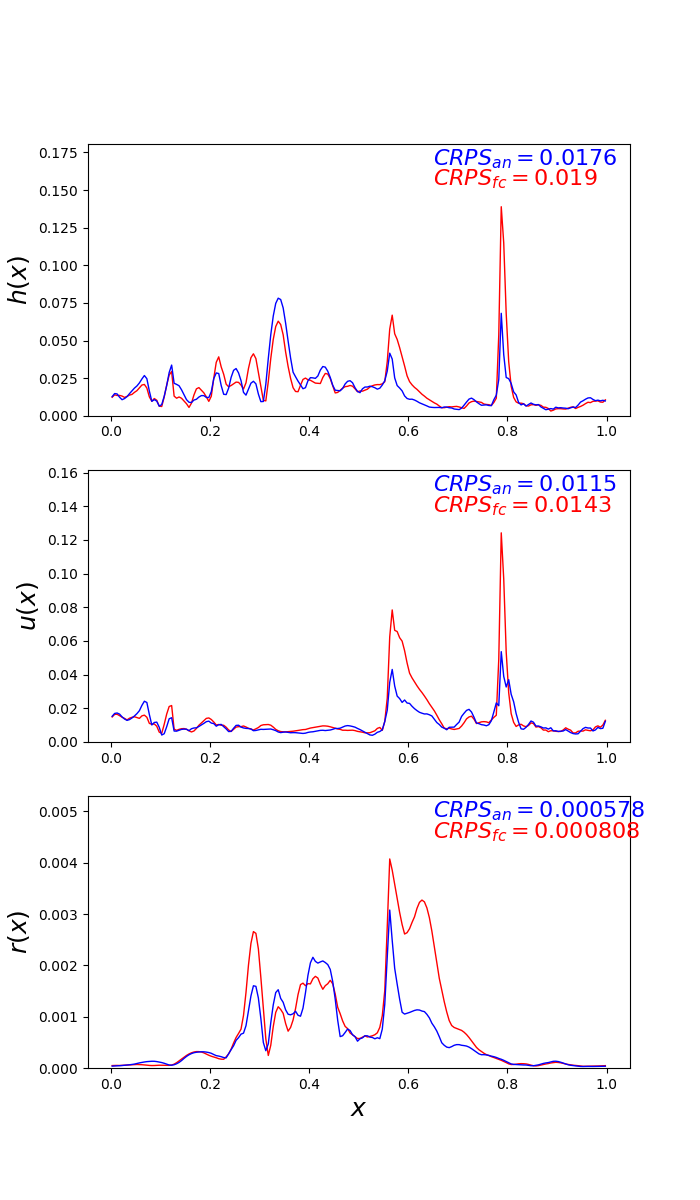 CRPS_an = 0.0176
CRPS_fc = 0.019
h(x)
0.175
0.150
0.125
0.100
0.075
0.050
0.025
0.000
0.0 0.2 0.4 0.6 0.8 1.0
CRPS_an = 0.0115
CRPS_fc = 0.0143
u(x)
0.16
0.14
0.12
0.10
0.08
0.06
0.04
0.02
0.00
0.0 0.2 0.4 0.6 0.8 1.0
CRPS_an = 0.000578
CRPS_fc = 0.000808
r(x)
0.005
0.004
0.003
0.002
0.001
0.000
0.0 0.2 0.4 0.6 0.8 1.0
x